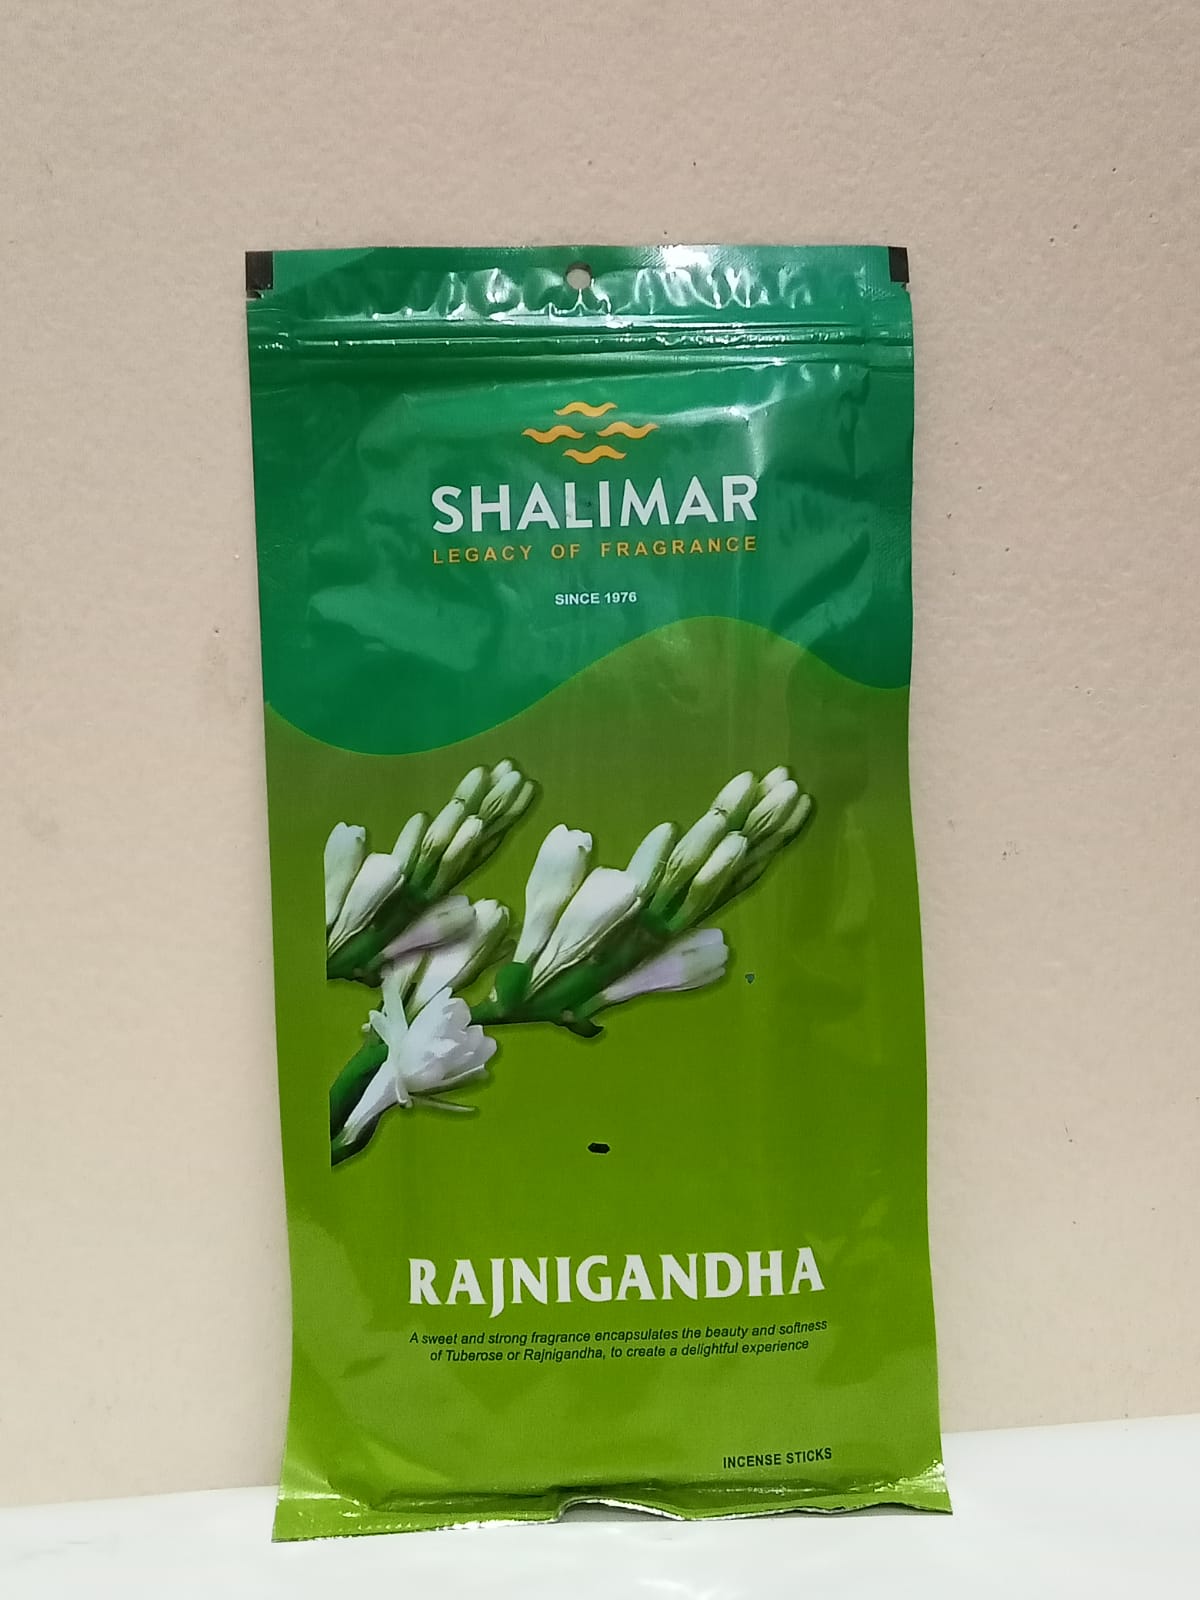 SHALIMAR
LEGACY OF FRAGRANCE
SINCE 1976
RAJNIGANDHA
A sweet and strong fragrance encapsulates the beauty and softness
of Tuberose or Rajnigandha, to create a delightful experience
INCENSE STICKS